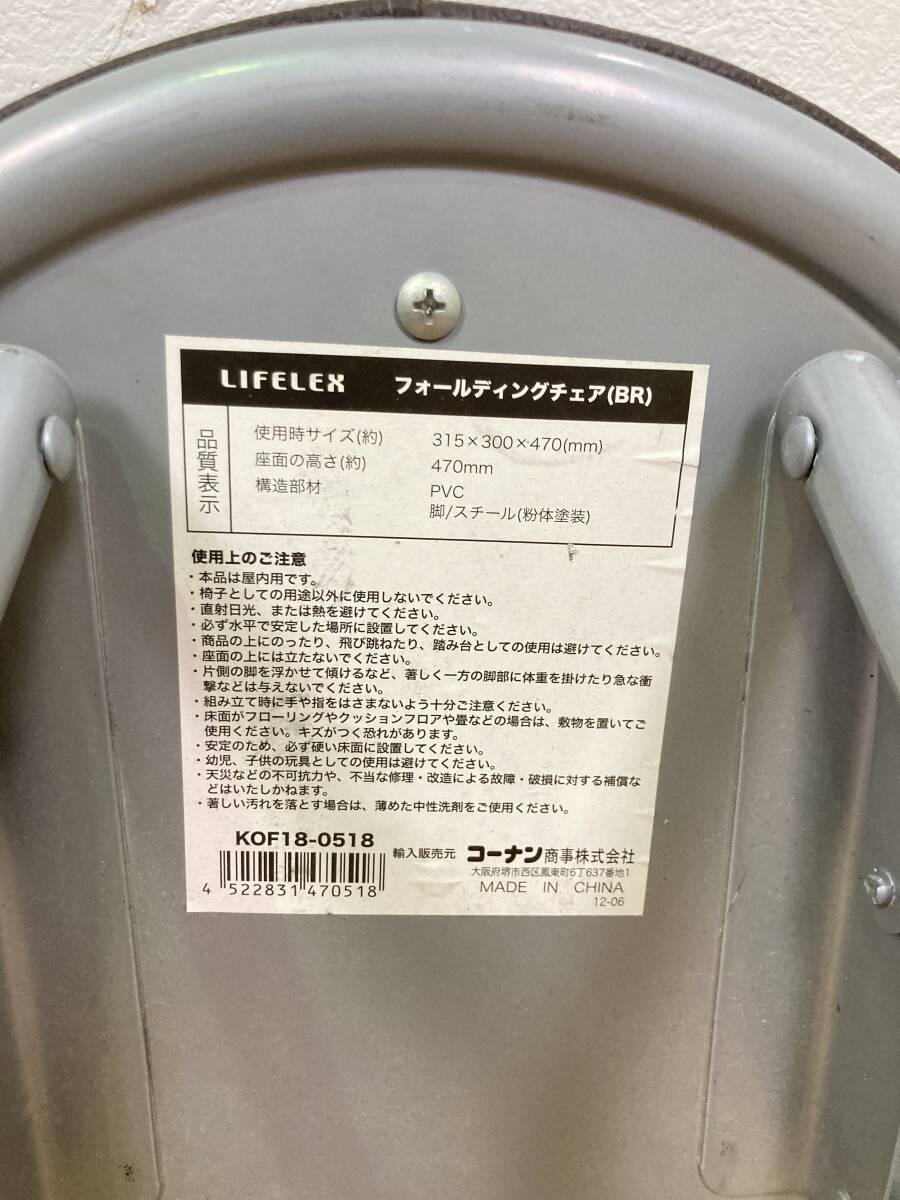 LIFELEX フォールディングチェア(BR)
品質表示
使用時サイズ(約) 315×300×470(mm)
座面の高さ(約) 470mm
構造部材 PVC
脚/スチール(粉体塗装)
使用上のご注意
・本品は屋内用です。
・椅子としての用途以外に使用しないでください。
・直射日光、または熱を避けてください。
・必ず水平で安定した場所に設置してください。
・商品の上にのったり、飛び跳ねたり、踏み台としての使用は避けてください。
・座面の上には立たないでください。
・片側の脚を浮かせて傾けるなど、著しく一方の脚部に体重を掛けたり急な衝
撃などは与えないでください。
・組み立て時に手や指をはさまないよう十分ご注意ください。
・床面がフローリングやクッションフロアや畳などの場合は、敷物を置いてご
使用ください。キズがつく恐れがあります。
・安定のため、必ず硬い床面に設置してください。
・幼児、子供の玩具としての使用は避けてください。
・天災などの不可抗力や、不当な修理・改造による故障・破損に対する補償な
どはいたしかねます。
・著しい汚れを落とす場合は、薄めた中性洗剤をご使用ください。
KOF18-0518
4 522831 470518
輸入販売元 コーナン商事株式会社
大阪府堺市西区鳳東町6丁637番地1
MADE IN CHINA
12-06